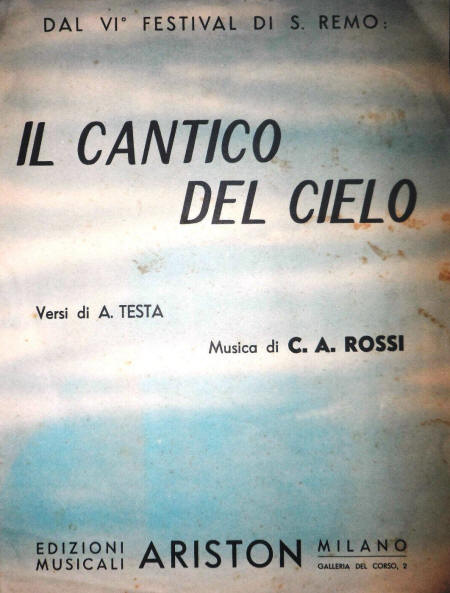 DAL VI° FESTIVAL DI S. REMO:
IL CANTICO
DEL CIELO
Versi di A. TESTA
Musica di C. A. ROSSI
EDIZIONI MUSICALI ARISTON MILANO
GALLERIA DEL CORSO, 2